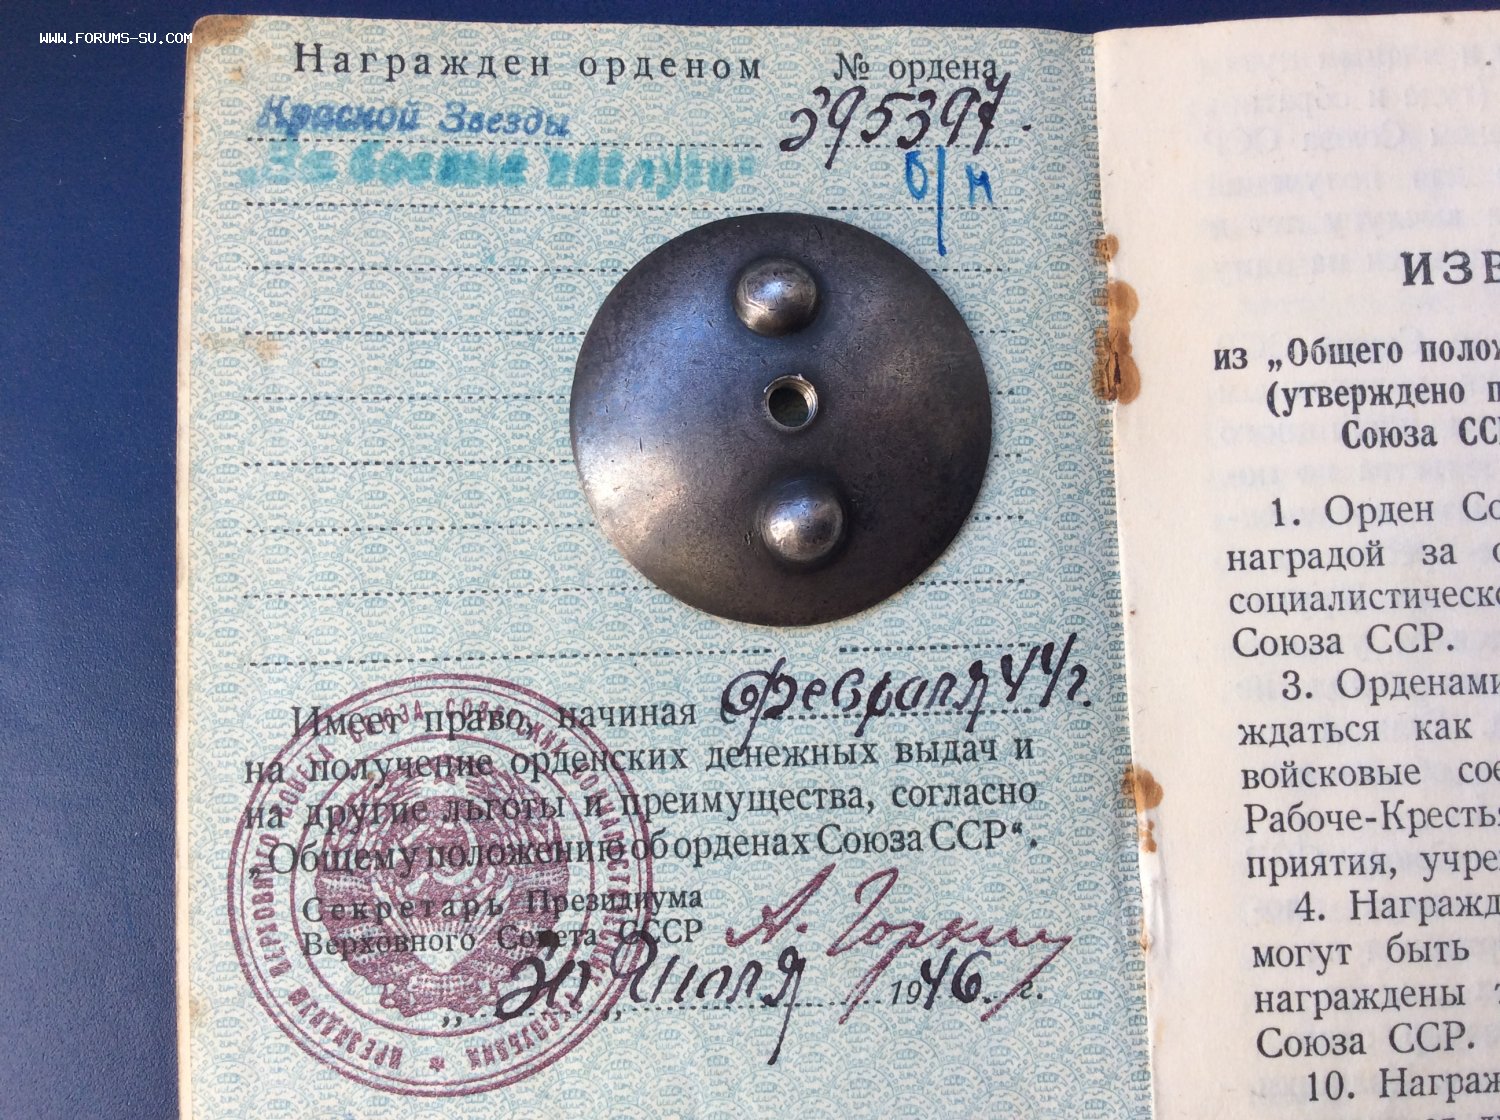 www.forums-su.com
Награжден орденом № ордена
Красной Звезды 395397.
"За боевые заслуги" б/н
Имеет право, начиная с февраля 44г.
на получение орденских денежных выдач и
на другие льготы и преимущества, согласно
„Общему положению об орденах Союза ССР“.
Секретарь Президиума
Верховного Совета СССР А. Горкин
„30“ Июля 1946 г.
ИЗВ
из „Общего полож
(утверждено п
Союза СС
1. Орден Со
наградой за с
социалистическо
Союза ССР.
3. Орденами
ждаться как
войсковые сое
Рабоче-Кресть
приятия, учре
4. Награжд
могут быть
награждены
Союза ССР.
10. Награж